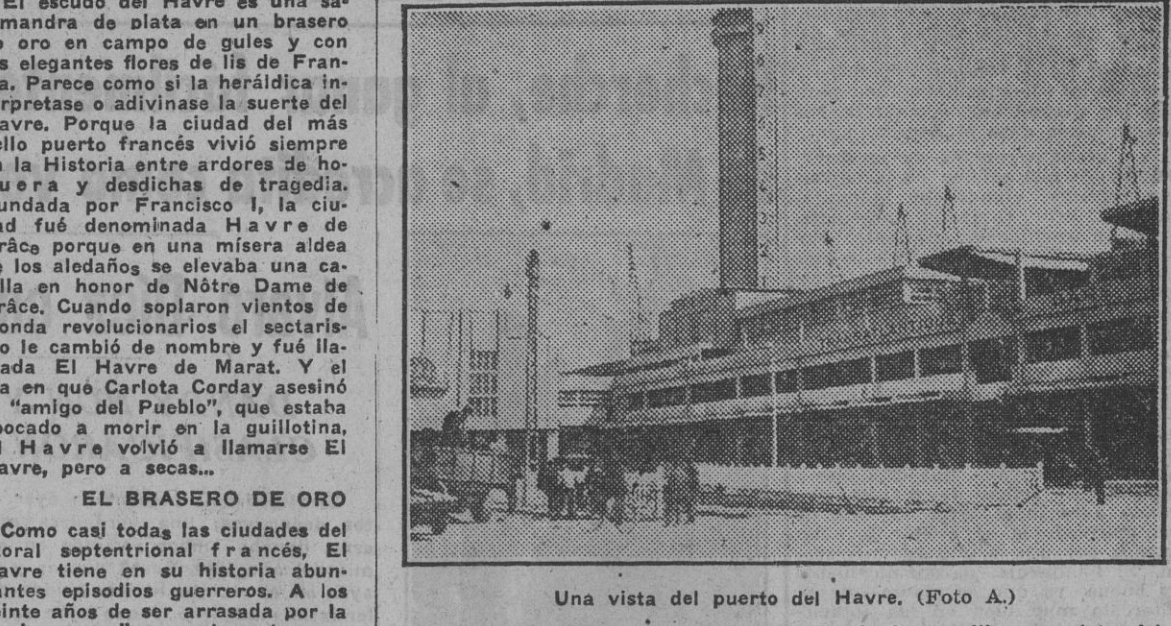 El escudo del Havre es una sa-
mandra de plata en un brasero
oro en campo de gules y con
s elegantes flores de lis de Fran-
a. Parece como si la heráldica in-
rpretase o adivinase la suerte del
avre. Porque la ciudad del más
ello puerto francés vivió siempre
la Historia entre ardores de ho-
uera y desdichas de tragedia.
undada por Francisco I, la ciu-
ad fué denominada Havre de
râce porque en una mísera aldea
los aledaños se elevaba una ca-
lla en honor de Nôtre Dame de
râce. Cuando soplaron vientos de
onda revolucionarios el sectaris-
o le cambió de nombre y fué lla-
ada El Havre de Marat. Y el
a en que Carlota Corday asesinó
"amigo del Pueblo", que estaba
ocado a morir en la guillotina,
l Havre volvió a llamarse El
avre, pero a secas...
EL BRASERO DE ORO
Como casi todas las ciudades del
oral septentrional francés, El
avre tiene en su historia abun-
antes episodios guerreros. A los
einte años de ser arrasada por la
Una vista del puerto del Havre. (Foto A.)